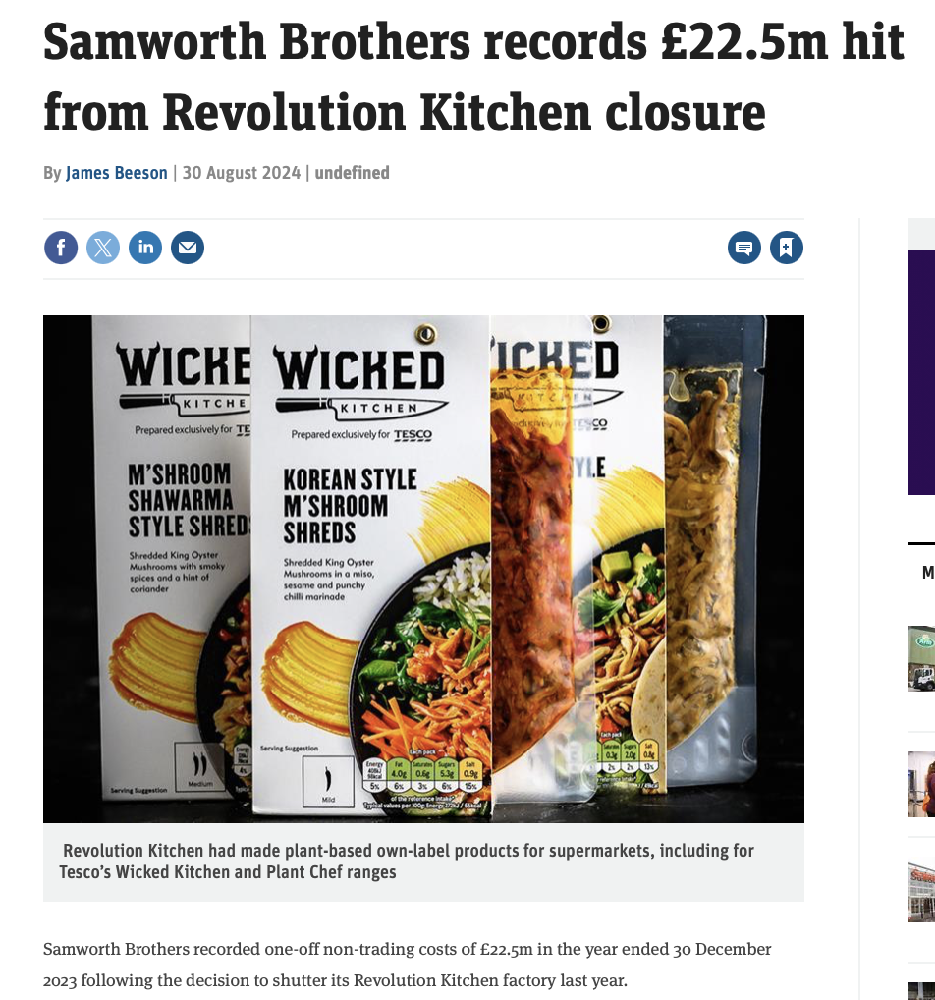 Samworth Brothers records £22.5m hit
from Revolution Kitchen closure
By James Beeson | 30 August 2024 | undefined
WICKE
KITCHE
Prepared exclusively for TE
M'SHROOM
SHAWARMA
STYLE SHRED
Shredded King Oyster
Mushrooms with smoky
spices and a hint of
coriander
Medium
Serving Suggestion
WICKED
KITCHEN
Prepared exclusively for TESCO
KOREAN STYLE
M'SHROOM
SHREDS
Shredded King Oyster
Mushrooms in a miso,
sesame and punchy
chilli marinade
Serving Suggestion
Mild
Each pack
Energy Fat Saturates Sugars Salt
4.0g 0.6g 5.3g 0.9g
5% 6% 3% 6% 15%
of the reference intake*
Typical values per 100g: Energy 272kJ / 65kcal
ICKED
KITCHEN
YLE
Each pack
Saturates Sugars Salt
0.3g 2.0g 0.8g
2% 2% 13%
Revolution Kitchen had made plant-based own-label products for supermarkets, including for
Tesco's Wicked Kitchen and Plant Chef ranges
Samworth Brothers recorded one-off non-trading costs of £22.5m in the year ended 30 December
2023 following the decision to shutter its Revolution Kitchen factory last year.
M